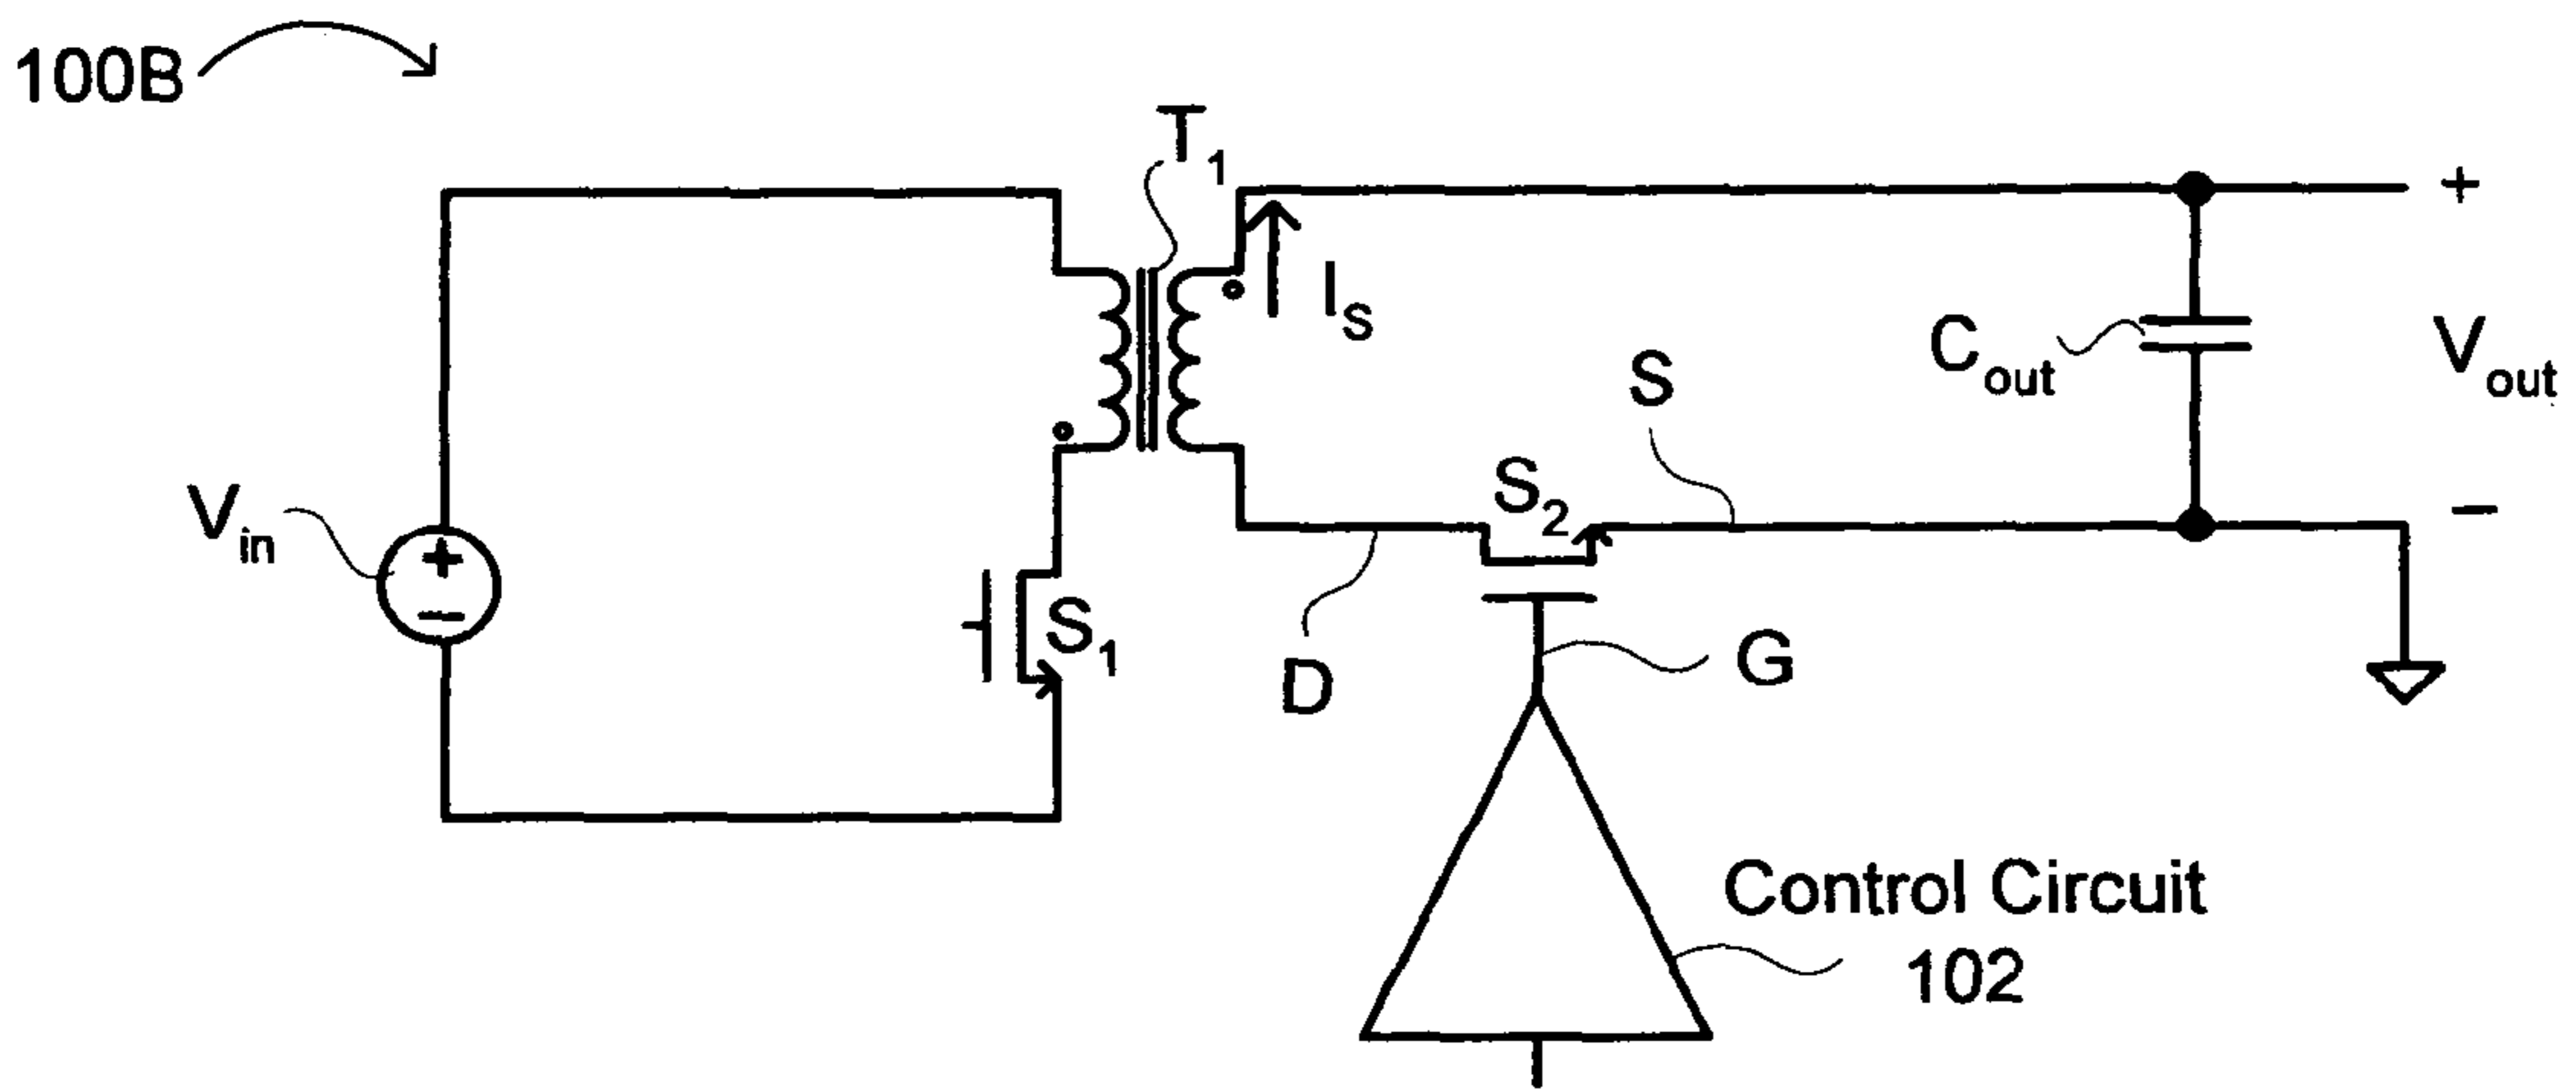 100B
T1
IS
Vin
+
−
S1
S2
S
D
G
Cout
+
Vout
−
Control Circuit
102